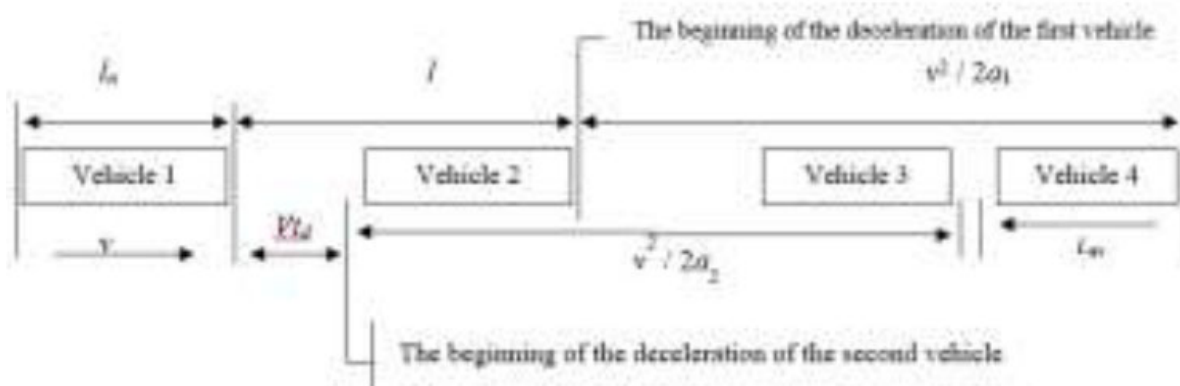 The beginning of the deceleration of the first vehicle
l
v² / 2a₁
Vehicle 1
Vehicle 2
Vehicle 3
Vehicle 4
v
Vt_d
v² / 2a₂
The beginning of the deceleration of the second vehicle